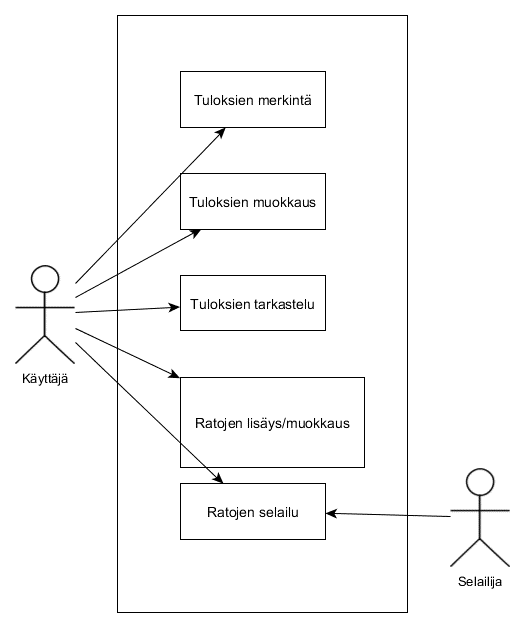 Tuloksien merkintä
Tuloksien muokkaus
Tuloksien tarkastelu
Käyttäjä
Ratojen lisäys/muokkaus
Ratojen selailu
Selailija